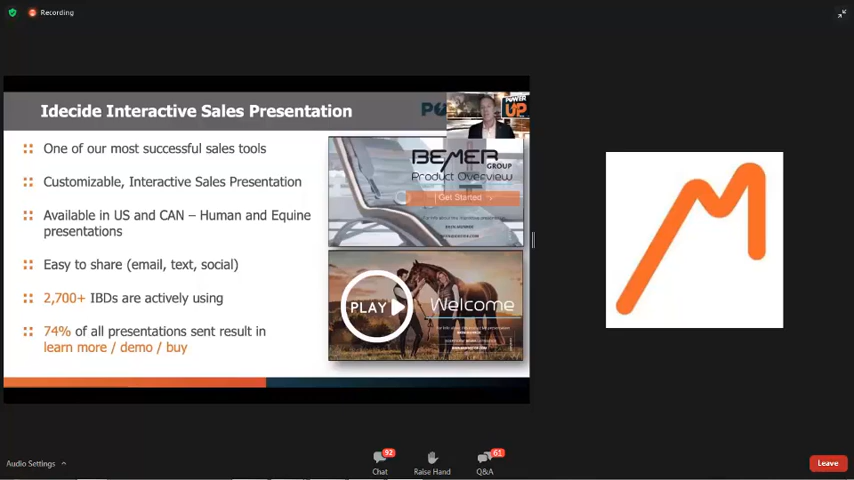 Recording
Idecide Interactive Sales Presentation
POWER
UP
One of our most successful sales tools
Customizable, Interactive Sales Presentation
Available in US and CAN – Human and Equine
presentations
Easy to share (email, text, social)
2,700+ IBDs are actively using
74% of all presentations sent result in
learn more / demo / buy
BEMER
GROUP
Product Overview
Get Started
PLAY
Welcome
Audio Settings
92
Chat
Raise Hand
61
Q&A
Leave